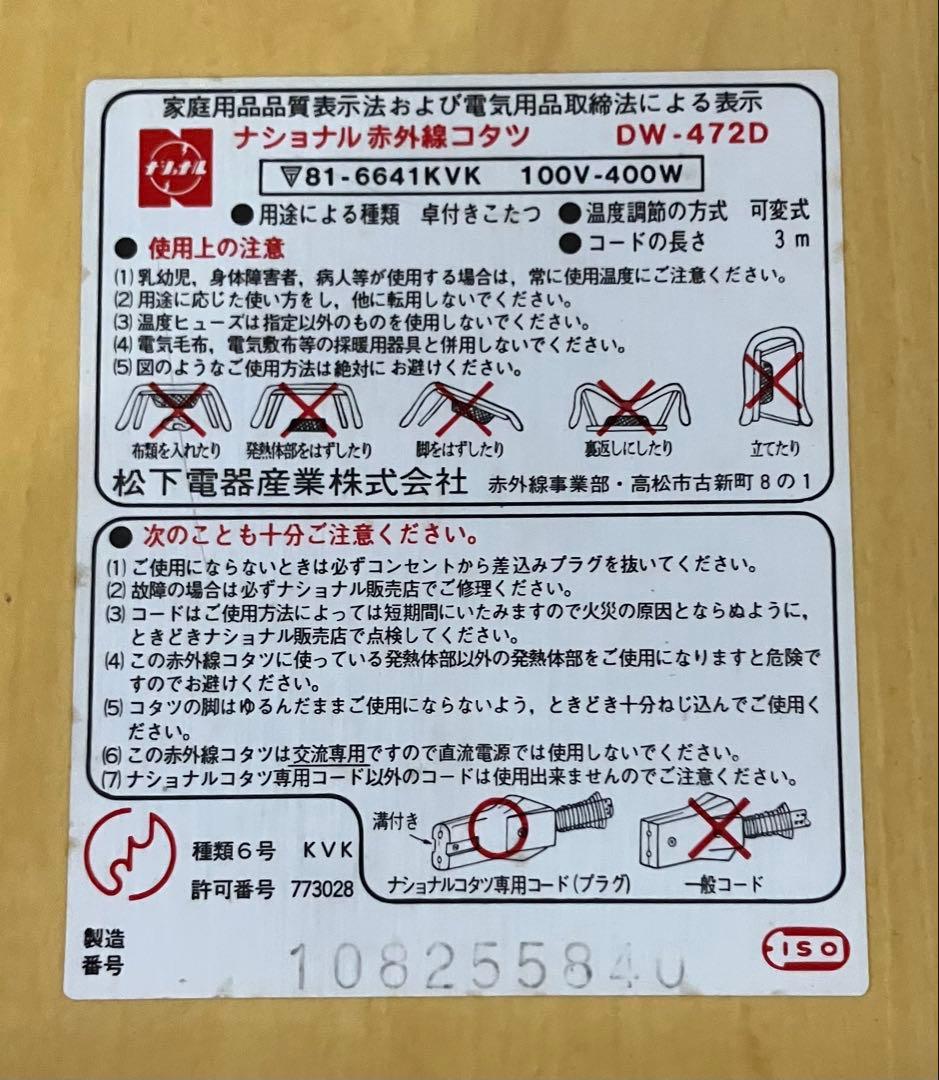 家庭用品品質表示法および電気用品取締法による表示
ナショナル
ナショナル赤外線コタツ DW-472D
▽81-6641KVK 100V-400W
●用途による種類 卓付きこたつ ●温度調節の方式 可変式
●使用上の注意 ●コードの長さ 3m
(1)乳幼児,身体障害者,病人等が使用する場合は,常に使用温度にご注意ください。
(2)用途に応じた使い方をし,他に転用しないでください。
(3)温度ヒューズは指定以外のものを使用しないでください。
(4)電気毛布,電気敷布等の採暖用器具と併用しないでください。
(5)図のようなご使用方法は絶対にお避けください。
布類を入れたり 発熱体部をはずしたり 脚をはずしたり 裏返しにしたり 立てたり
松下電器産業株式会社 赤外線事業部・高松市古新町8の1
●次のことも十分ご注意ください。
(1)ご使用にならないときは必ずコンセントから差込みプラグを抜いてください。
(2)故障の場合は必ずナショナル販売店でご修理ください。
(3)コードはご使用方法によっては短期間にいたみますので火災の原因とならぬように,
ときどきナショナル販売店で点検してください。
(4)この赤外線コタツに使っている発熱体部以外の発熱体部をご使用になりますと危険で
すのでお避けください。
(5)コタツの脚はゆるんだままご使用にならないよう,ときどき十分ねじ込んでご使用く
ださい。
(6)この赤外線コタツは交流専用ですので直流電源では使用しないでください。
(7)ナショナルコタツ専用コード以外のコードは使用出来ませんのでご注意ください。
溝付き
ナショナルコタツ専用コード(プラグ) 一般コード
種類6号 KVK
許可番号 773028
製造
番号 108255840
ISO